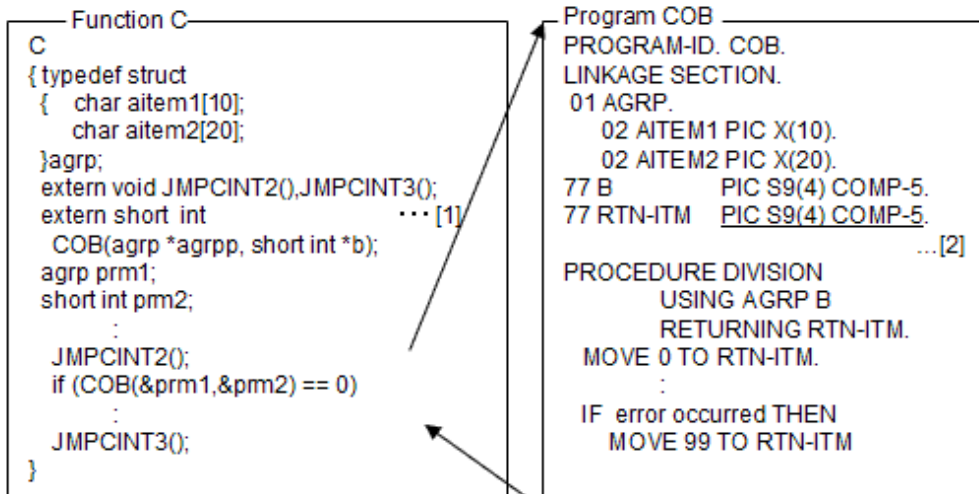 Function C
C
{ typedef struct
{ char aitem1[10];
char aitem2[20];
}agrp;
extern void JMPCINT2(),JMPCINT3();
extern short int ···[1]
COB(agrp *agrpp, short int *b);
agrp prm1;
short int prm2;
:
JMPCINT2();
if (COB(&prm1,&prm2) == 0)
:
JMPCINT3();
}
Program COB
PROGRAM-ID. COB.
LINKAGE SECTION.
01 AGRP.
02 AITEM1 PIC X(10).
02 AITEM2 PIC X(20).
77 B PIC S9(4) COMP-5.
77 RTN-ITM PIC S9(4) COMP-5.
...[2]
PROCEDURE DIVISION
USING AGRP B
RETURNING RTN-ITM.
MOVE 0 TO RTN-ITM.
:
IF error occurred THEN
MOVE 99 TO RTN-ITM